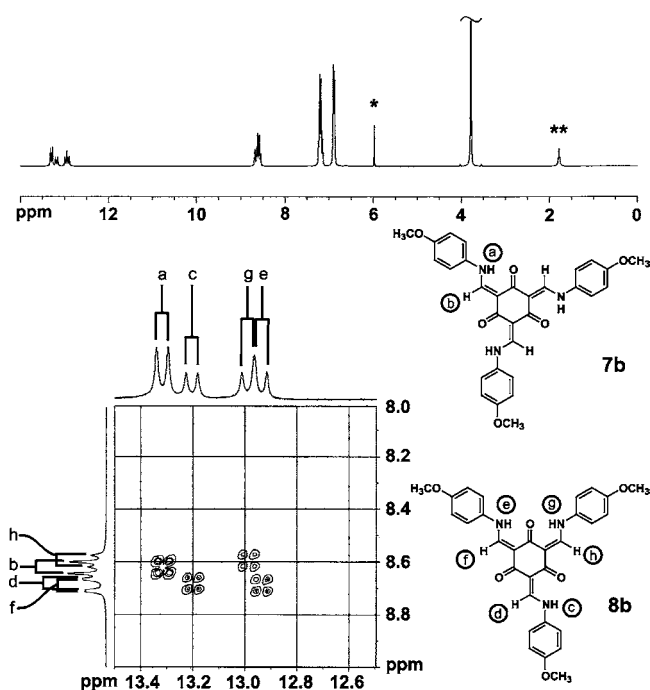 * **
ppm 12 10 8 6 4 2 0
a c g e
OCH3 H3CO
a
NH H
O O
b H
N H
O O
HN H
7b
OCH3
8.0
8.2
8.4
8.6
8.8
ppm
h
b
d
f
ppm 13.4 13.2 13.0 12.8 12.6
H3CO OCH3
e g
NH HN
O
f H H h
O O
d H NH c
8b
OCH3